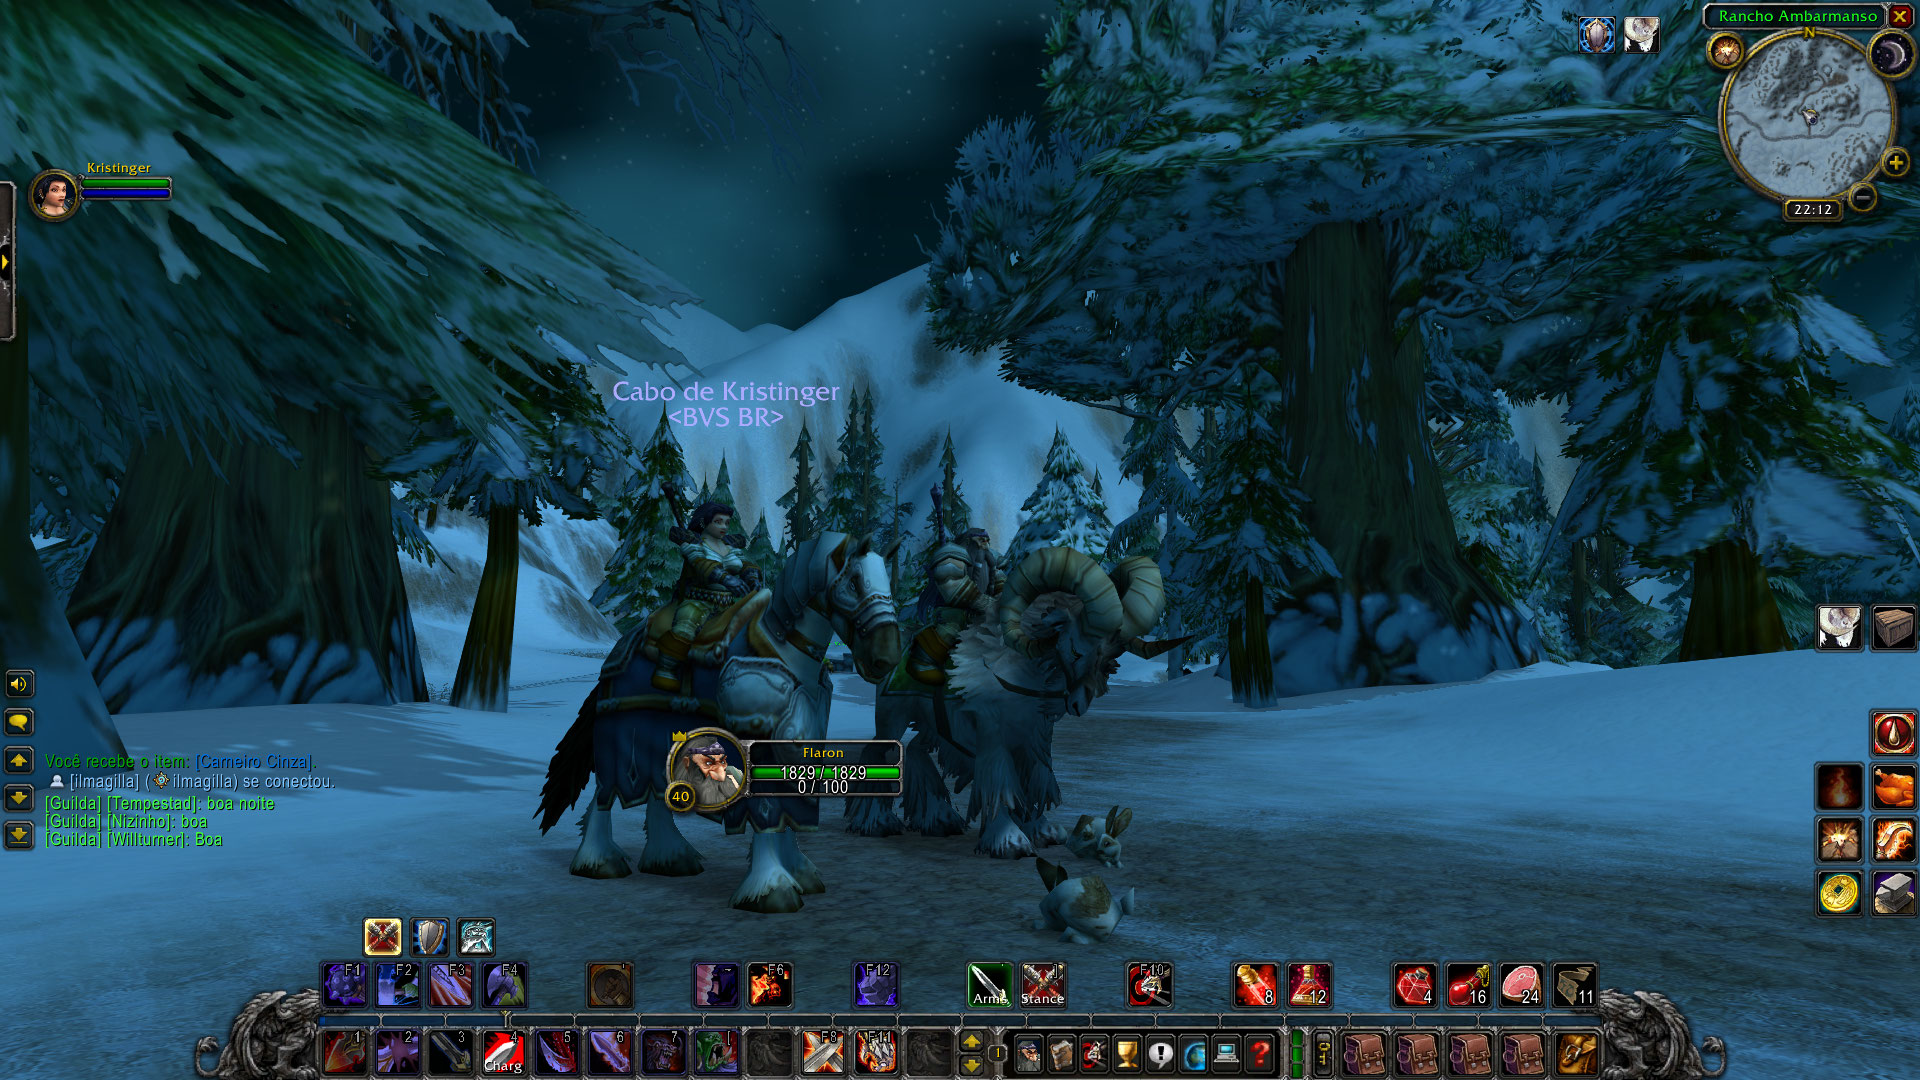 Rancho Ambarmanso
N
22:12
Kristinger
Cabo de Kristinger
<BVS BR>
Flaron
1829 / 1829
0 / 100
40
Você recebe o item: [Carneiro Cinza].
[ilmagilla] (ilmagilla) se conectou.
[Guilda] [Tempestad]: boa noite
[Guilda] [Nizinho]: boa
[Guilda] [Willturner]: Boa
F1 F2 F3 F4 F6 F12 F10
Arms Stance 8 12 4 16 24 11
1 2 3 4 5 6 7 [ F8 F11
Charg
1